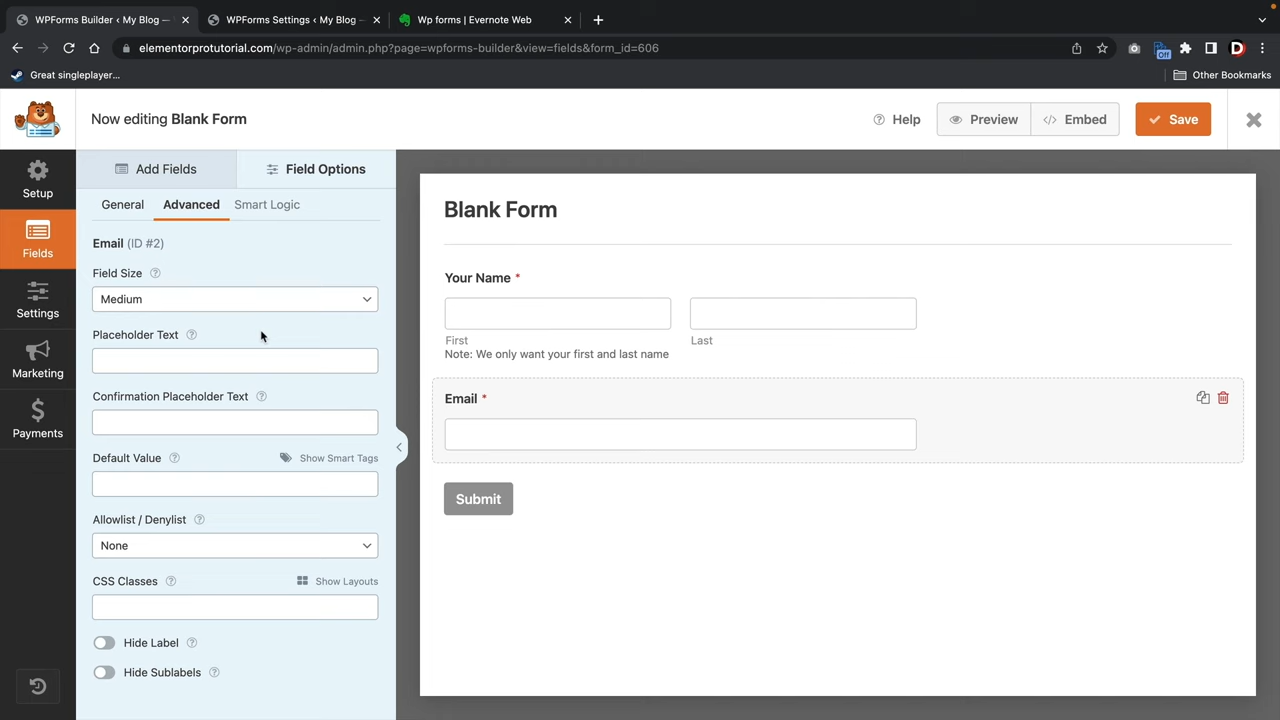 WPForms Builder < My Blog —
WPForms Settings < My Blog —
Wp forms | Evernote Web
elementorprotutorial.com/wp-admin/admin.php?page=wpforms-builder&view=fields&form_id=606
Off
D
Great singleplayer...
Other Bookmarks
Now editing Blank Form
Help
Preview
Embed
Save
Setup
Fields
Settings
Marketing
Payments
Add Fields
Field Options
General
Advanced
Smart Logic
Email (ID #2)
Field Size
Medium
Placeholder Text
Confirmation Placeholder Text
Default Value
Show Smart Tags
Allowlist / Denylist
None
CSS Classes
Show Layouts
Hide Label
Hide Sublabels
Blank Form
Your Name *
First
Last
Note: We only want your first and last name
Email *
Submit